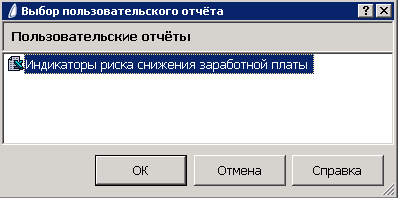 Выбор пользовательского отчёта
Пользовательские отчёты
Индикаторы риска снижения заработной платы
ОК
Отмена
Справка